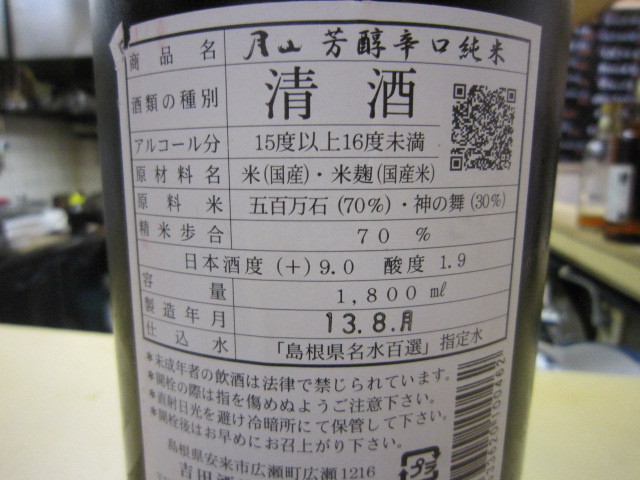 商品名 月山 芳醇辛口純米
酒類の種別 清酒
アルコール分 15度以上16度未満
原材料名 米(国産)・米麹(国産米)
原料米 五百万石(70%)・神の舞(30%)
精米歩合 70%
日本酒度(+)9.0 酸度1.9
容量 1,800㎖
製造年月 13.8.月
仕込水 「島根県名水百選」指定水
*未成年者の飲酒は法律で禁じられています。
*開栓の際は指を傷めぬようご注意下さい。
*直射日光を避け冷暗所にて保管して下さい。
*開栓後はお早めにお召上がり下さい。
島根県安来市広瀬町広瀬1216
吉田酒
プラ